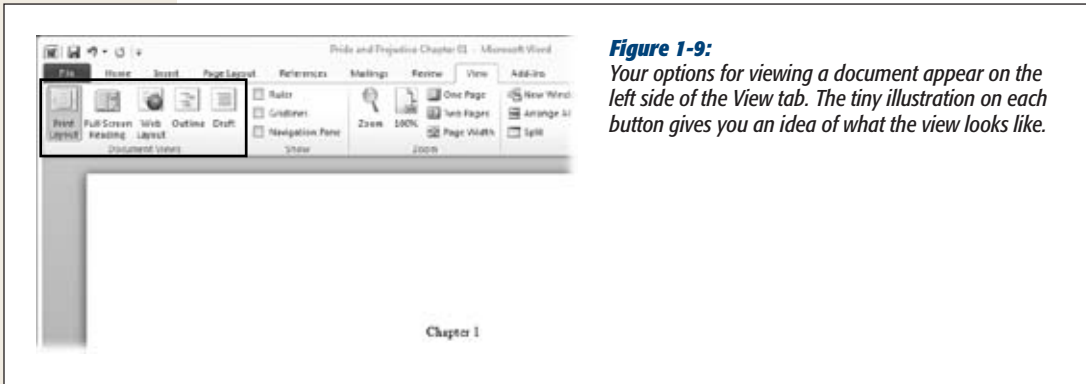 Pride and Prejudice Chapter 01 - Microsoft Word
File Home Insert Page Layout References Mailings Review View Add-Ins
Print Layout
Full Screen Reading
Web Layout
Outline
Draft
Document Views
Ruler
Gridlines
Navigation Pane
Show
Zoom
100%
One Page
Two Pages
Page Width
Zoom
New Wind
Arrange Al
Split
Chapter 1
Figure 1-9:
Your options for viewing a document appear on the
left side of the View tab. The tiny illustration on each
button gives you an idea of what the view looks like.